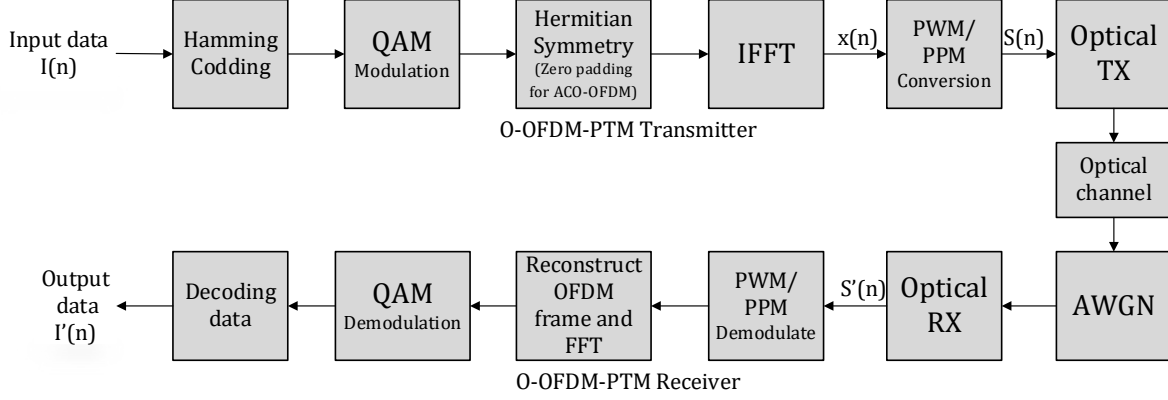 Input data
I(n)
Hamming
Codding
QAM
Modulation
Hermitian
Symmetry
(Zero padding
for ACO-OFDM)
IFFT
x(n)
PWM/
PPM
Conversion
S(n)
Optical
TX
O-OFDM-PTM Transmitter
Optical
channel
Output
data
I'(n)
Decoding
data
QAM
Demodulation
Reconstruct
OFDM
frame and
FFT
PWM/
PPM
Demodulate
S'(n)
Optical
RX
AWGN
O-OFDM-PTM Receiver